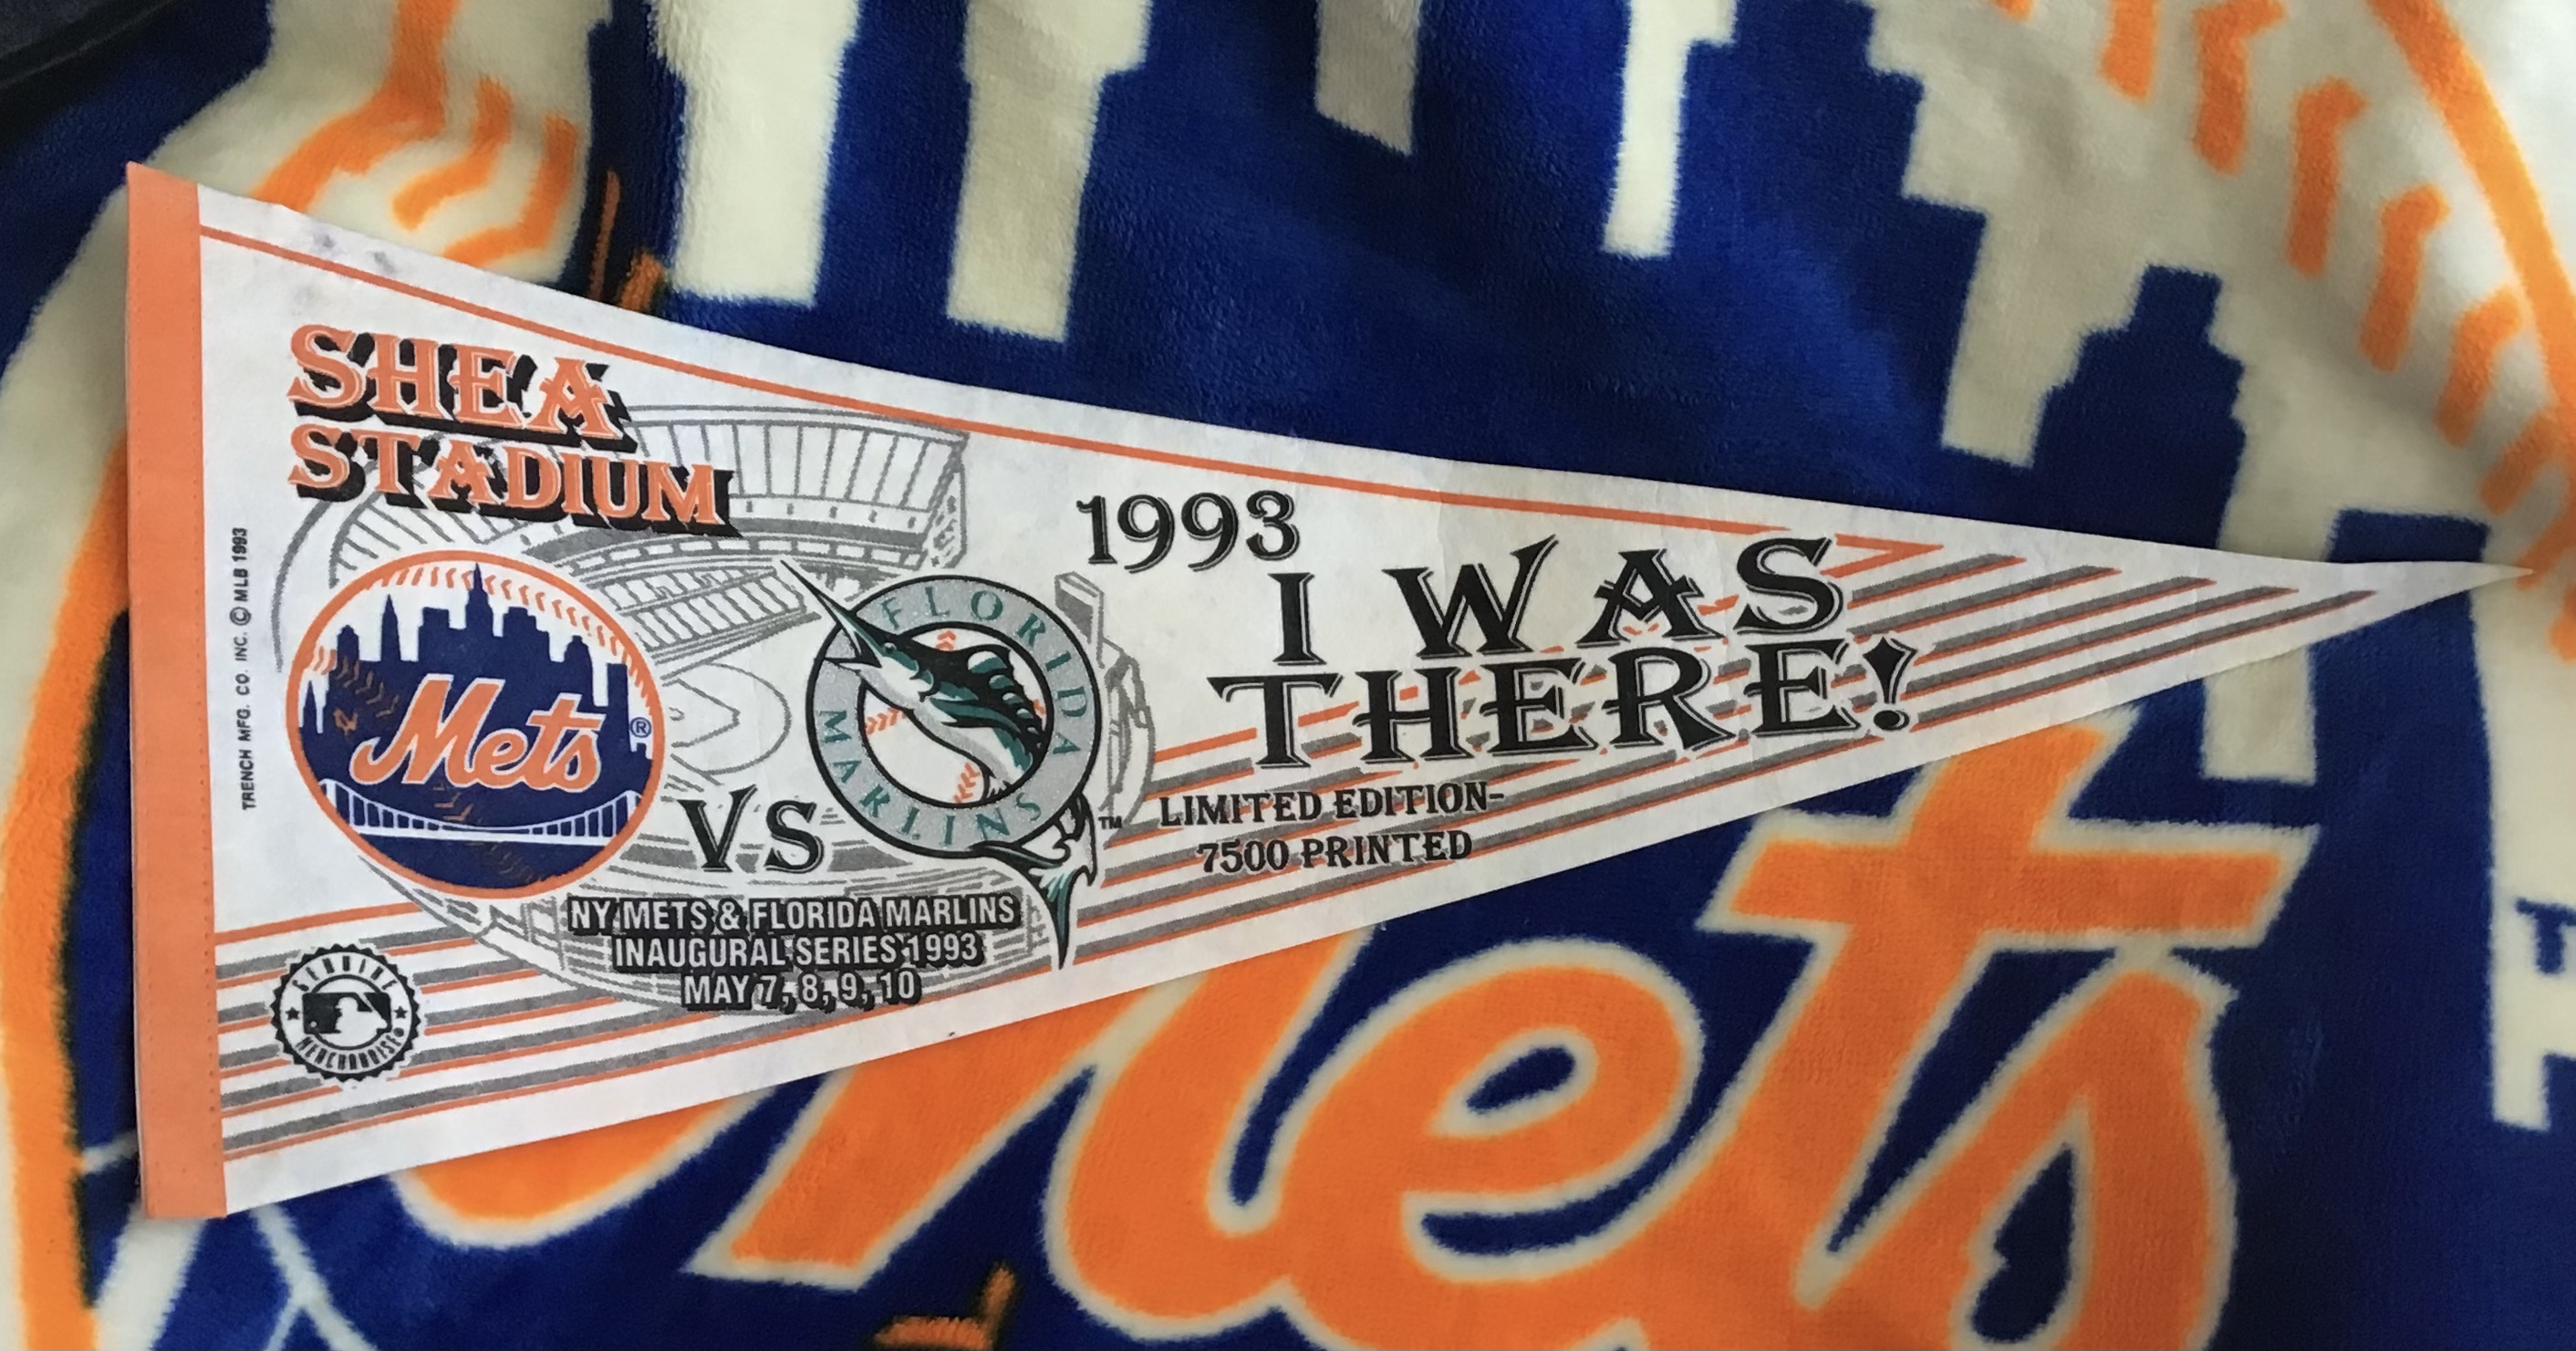 SHEA
STADIUM
TRENCH MFG. CO. INC. © MLB 1993
Mets ®
VS
FLORIDA
MARLINS
TM
NY METS & FLORIDA MARLINS
INAUGURAL SERIES 1993
MAY 7, 8, 9, 10
GENUINE
MERCHANDISE
1993
I WAS
THERE!
LIMITED EDITION-
7500 PRINTED
Mets